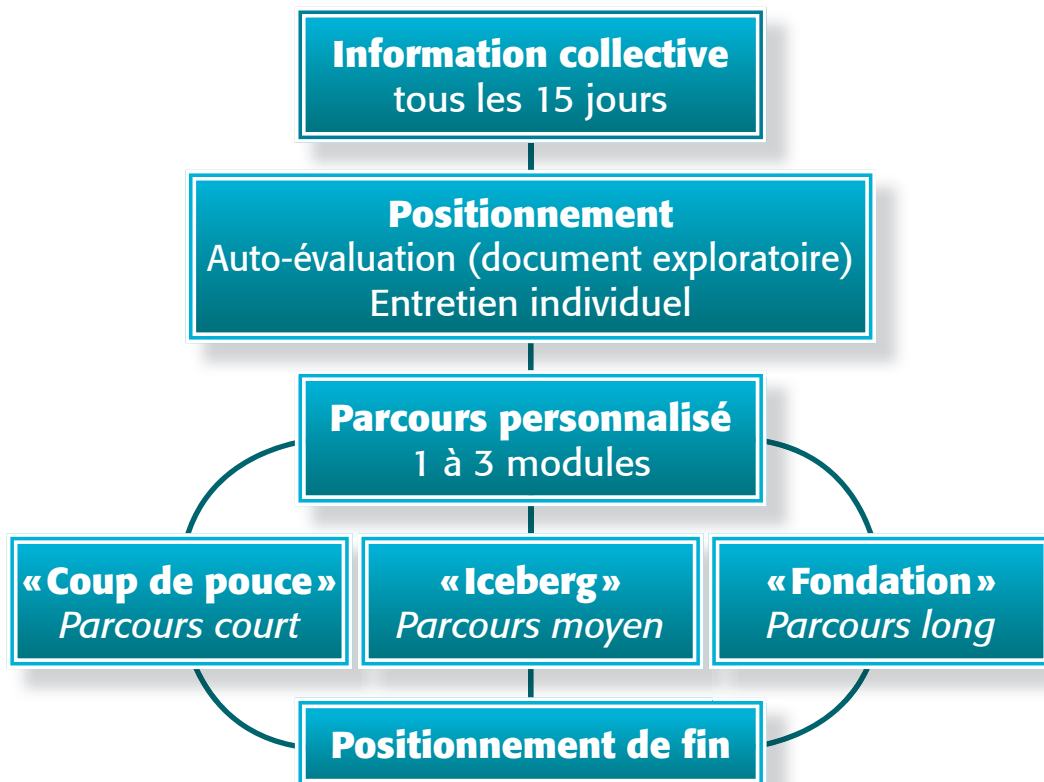 Information collective
tous les 15 jours
Positionnement
Auto-évaluation (document exploratoire)
Entretien individuel
Parcours personnalisé
1 à 3 modules
«Coup de pouce»
Parcours court
«Iceberg»
Parcours moyen
«Fondation»
Parcours long
Positionnement de fin